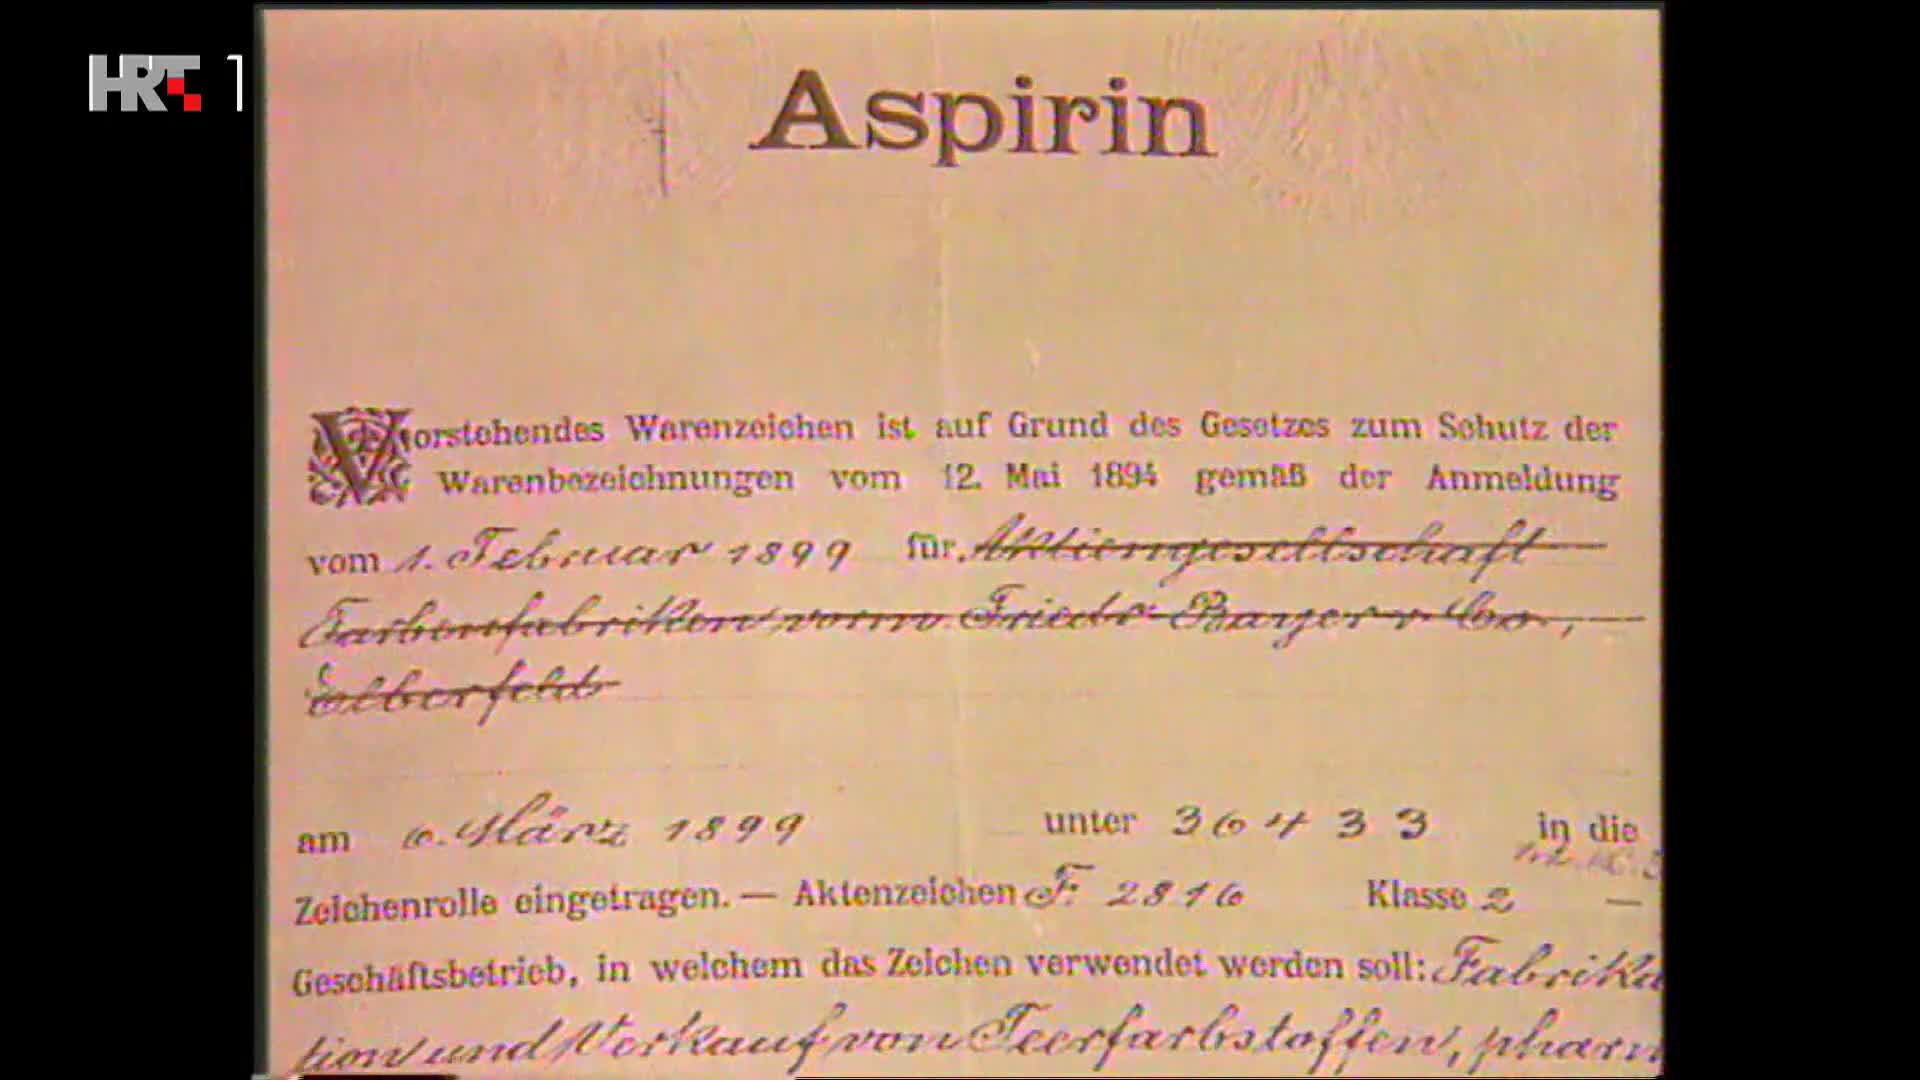 HRT 1
Aspirin
Vorstehendes Warenzeichen ist auf Grund des Gesetzes zum Schutz der
Warenbezeichnungen vom 12. Mai 1894 gemäß der Anmeldung
vom 1. Februar 1899 für Aktiengesellschaft
Farbenfabriken vorm Friedr Bayer & Co.,
Elberfeld
am 6. März 1899 unter 36433 in die
Zeichenrolle eingetragen. — Aktenzeichen F. 2816 Klasse 2 —
Geschäftsbetrieb, in welchem das Zeichen verwendet werden soll: Fabrika
tion und Verkauf von Teerfarbstoffen, pharm